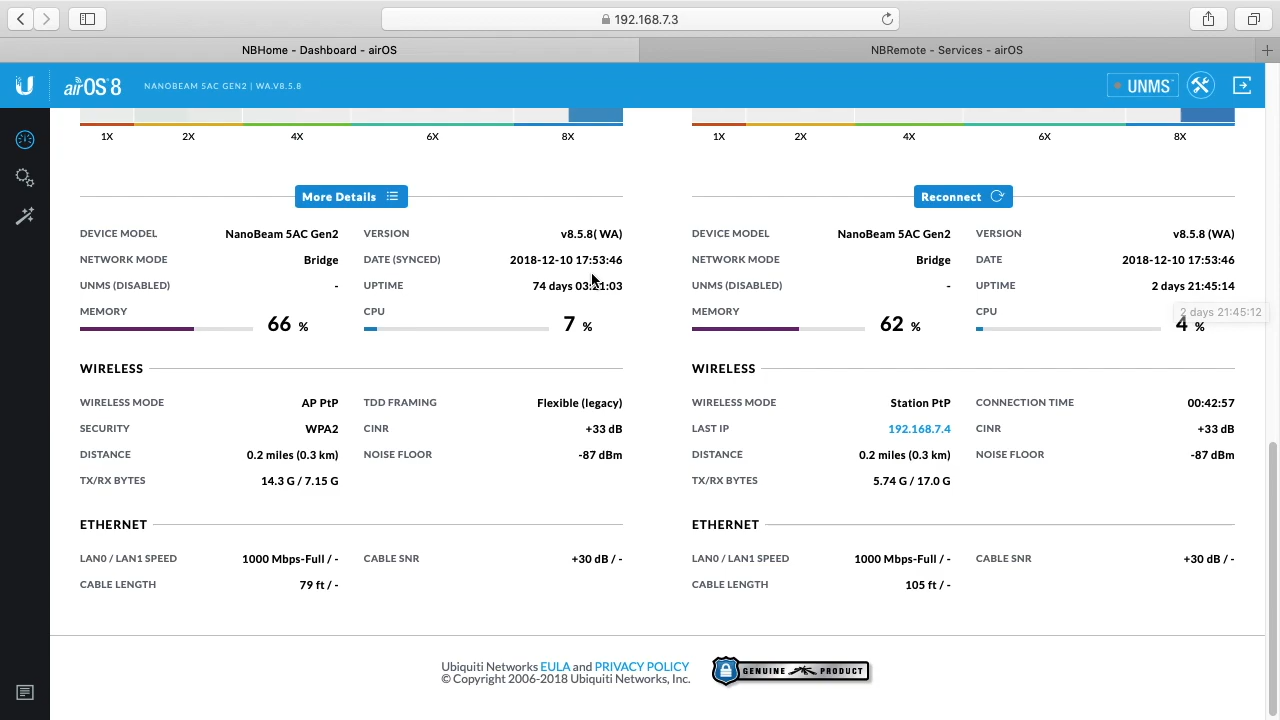 192.168.7.3
NBHome - Dashboard - airOS
NBRemote - Services - airOS
airOS 8
NANOBEAM 5AC GEN2 | WA.V8.5.8
UNMS
1X 2X 4X 6X 8X
1X 2X 4X 6X 8X
More Details
Reconnect
DEVICE MODEL NanoBeam 5AC Gen2 VERSION v8.5.8( WA)
NETWORK MODE Bridge DATE (SYNCED) 2018-12-10 17:53:46
UNMS (DISABLED) - UPTIME 74 days 03:21:03
MEMORY 66 % CPU 7 %
DEVICE MODEL NanoBeam 5AC Gen2 VERSION v8.5.8 (WA)
NETWORK MODE Bridge DATE 2018-12-10 17:53:46
UNMS (DISABLED) - UPTIME 2 days 21:45:14
2 days 21:45:12
MEMORY 62 % CPU 4 %
WIRELESS
WIRELESS MODE AP PtP TDD FRAMING Flexible (legacy)
SECURITY WPA2 CINR +33 dB
DISTANCE 0.2 miles (0.3 km) NOISE FLOOR -87 dBm
TX/RX BYTES 14.3 G / 7.15 G
WIRELESS
WIRELESS MODE Station PtP CONNECTION TIME 00:42:57
LAST IP 192.168.7.4 CINR +33 dB
DISTANCE 0.2 miles (0.3 km) NOISE FLOOR -87 dBm
TX/RX BYTES 5.74 G / 17.0 G
ETHERNET
LAN0 / LAN1 SPEED 1000 Mbps-Full / - CABLE SNR +30 dB / -
CABLE LENGTH 79 ft / -
ETHERNET
LAN0 / LAN1 SPEED 1000 Mbps-Full / - CABLE SNR +30 dB / -
CABLE LENGTH 105 ft / -
Ubiquiti Networks EULA and PRIVACY POLICY
© Copyright 2006-2018 Ubiquiti Networks, Inc.
GENUINE PRODUCT